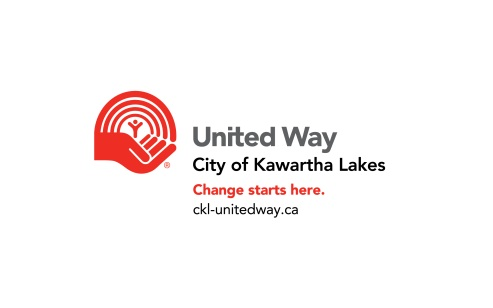 ®
United Way
City of Kawartha Lakes
Change starts here.
ckl-unitedway.ca